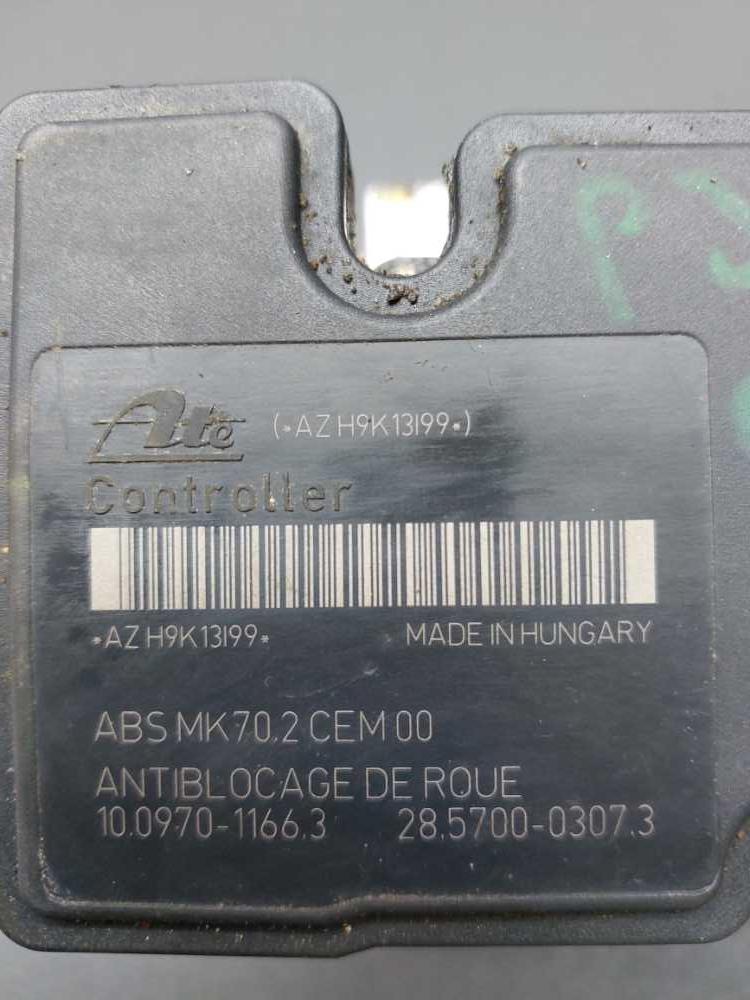 Ate (*AZ H9K13I99*)
Controller
*AZ H9K13I99*    MADE IN HUNGARY
ABS MK70.2 CEM 00
ANTIBLOCAGE DE ROUE
10.0970-1166.3    28.5700-0307.3